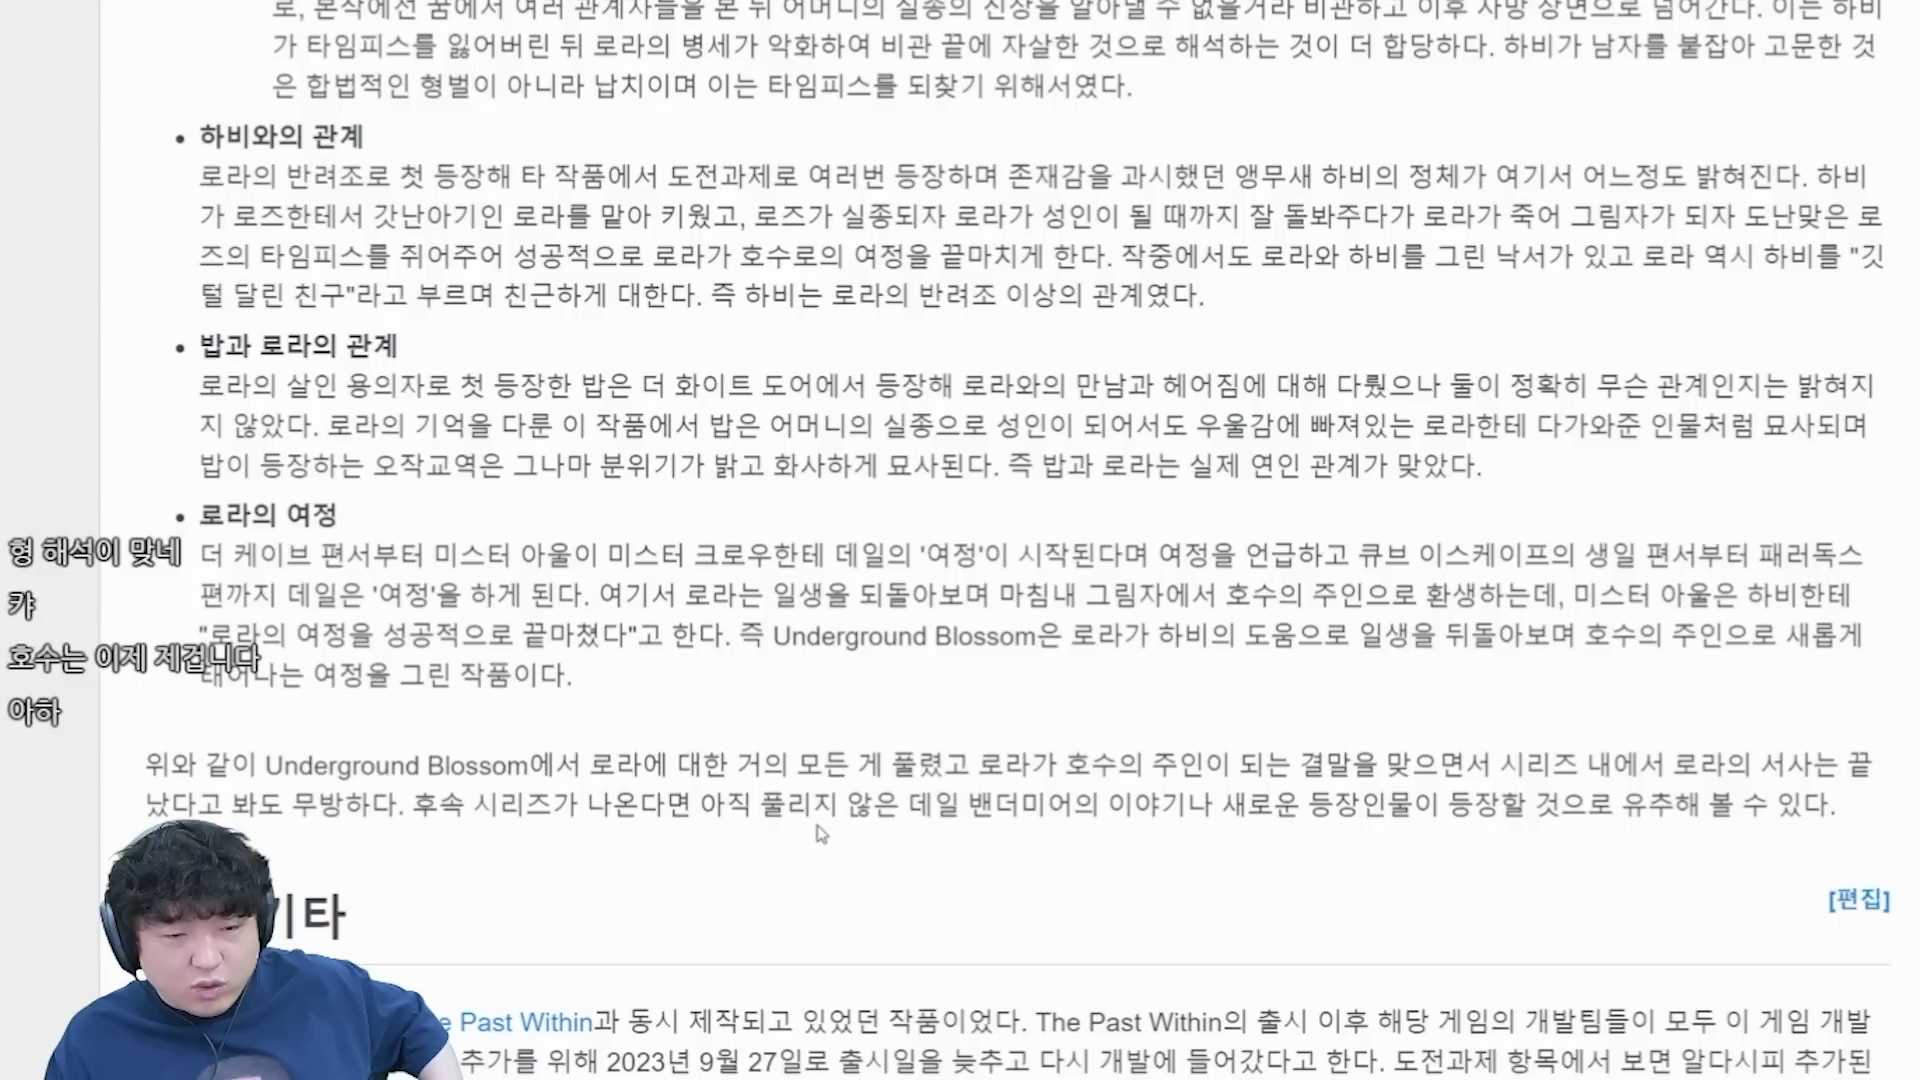 로, 본작에선 꿈에서 여러 관계자들을 본 뒤 어머니의 실종의 진상을 알아낼 수 없을거라 비관하고 이후 사망 장면으로 넘어간다. 이는 하비
가 타임피스를 잃어버린 뒤 로라의 병세가 악화하여 비관 끝에 자살한 것으로 해석하는 것이 더 합당하다. 하비가 남자를 붙잡아 고문한 것
은 합법적인 형벌이 아니라 납치이며 이는 타임피스를 되찾기 위해서였다.
• 하비와의 관계
로라의 반려조로 첫 등장해 타 작품에서 도전과제로 여러번 등장하며 존재감을 과시했던 앵무새 하비의 정체가 여기서 어느정도 밝혀진다. 하비
가 로즈한테서 갓난아기인 로라를 맡아 키웠고, 로즈가 실종되자 로라가 성인이 될 때까지 잘 돌봐주다가 로라가 죽어 그림자가 되자 도난맞은 로
즈의 타임피스를 쥐어주어 성공적으로 로라가 호수로의 여정을 끝마치게 한다. 작중에서도 로라와 하비를 그린 낙서가 있고 로라 역시 하비를 "깃
털 달린 친구"라고 부르며 친근하게 대한다. 즉 하비는 로라의 반려조 이상의 관계였다.
• 밥과 로라의 관계
로라의 살인 용의자로 첫 등장한 밥은 더 화이트 도어에서 등장해 로라와의 만남과 헤어짐에 대해 다뤘으나 둘이 정확히 무슨 관계인지는 밝혀지
지 않았다. 로라의 기억을 다룬 이 작품에서 밥은 어머니의 실종으로 성인이 되어서도 우울감에 빠져있는 로라한테 다가와준 인물처럼 묘사되며
밥이 등장하는 오작교역은 그나마 분위기가 밝고 화사하게 묘사된다. 즉 밥과 로라는 실제 연인 관계가 맞았다.
• 로라의 여정
형 해석이 맞네
더 케이브 편서부터 미스터 아울이 미스터 크로우한테 데일의 '여정'이 시작된다며 여정을 언급하고 큐브 이스케이프의 생일 편서부터 패러독스
캬
편까지 데일은 '여정'을 하게 된다. 여기서 로라는 일생을 되돌아보며 마침내 그림자에서 호수의 주인으로 환생하는데, 미스터 아울은 하비한테
"로라의 여정을 성공적으로 끝마쳤다"고 한다. 즉 Underground Blossom은 로라가 하비의 도움으로 일생을 뒤돌아보며 호수의 주인으로 새롭게
호수는 이제 제겁니다
태어나는 여정을 그린 작품이다.
아하
위와 같이 Underground Blossom에서 로라에 대한 거의 모든 게 풀렸고 로라가 호수의 주인이 되는 결말을 맞으면서 시리즈 내에서 로라의 서사는 끝
났다고 봐도 무방하다. 후속 시리즈가 나온다면 아직 풀리지 않은 데일 밴더미어의 이야기나 새로운 등장인물이 등장할 것으로 유추해 볼 수 있다.
기타
[편집]
e Past Within과 동시 제작되고 있었던 작품이었다. The Past Within의 출시 이후 해당 게임의 개발팀들이 모두 이 게임 개발
추가를 위해 2023년 9월 27일로 출시일을 늦추고 다시 개발에 들어갔다고 한다. 도전과제 항목에서 보면 알다시피 추가된